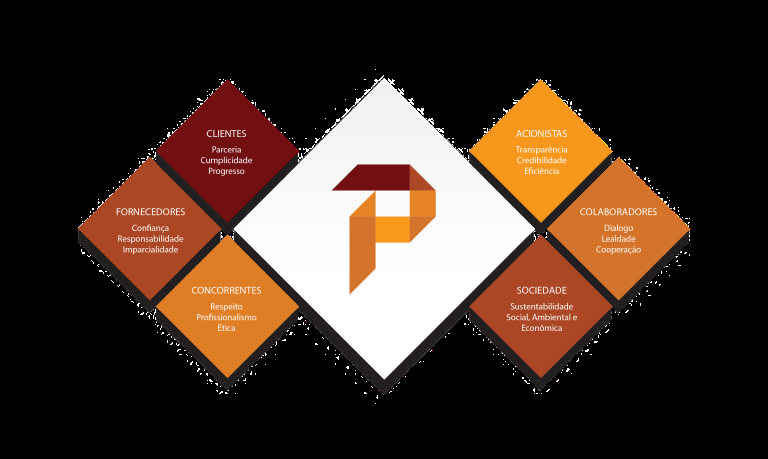 CLIENTES
Parceria
Cumplicidade
Progresso
FORNECEDORES
Confiança
Responsabilidade
Imparcialidade
CONCORRENTES
Respeito
Profissionalismo
Ética
P
ACIONISTAS
Transparência
Credibilidade
Eficiência
COLABORADORES
Dialogo
Lealdade
Cooperação
SOCIEDADE
Sustentabilidade
Social, Ambiental e
Económica